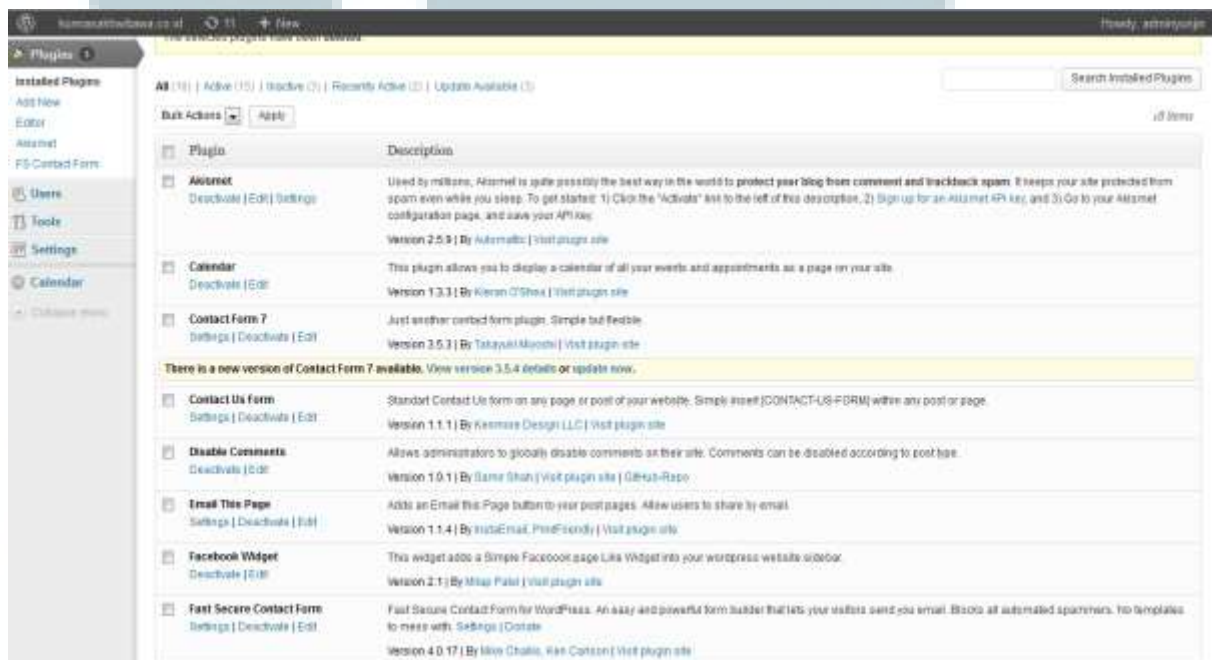 11 + New
Howdy, adminyunjin
The selected plugins have been deleted.
Plugins 1
Installed Plugins
Add New
Editor
Akismet
FS Contact Form
Users
Tools
Settings
Calendar
Collapse menu
All (18) | Active (15) | Inactive (3) | Recently Active (2) | Update Available (1)
Search Installed Plugins
Bulk Actions Apply
18 items
Plugin Description
Akismet
Deactivate | Edit | Settings
Used by millions, Akismet is quite possibly the best way in the world to protect your blog from comment and trackback spam. It keeps your site protected from
spam even while you sleep. To get started: 1) Click the "Activate" link to the left of this description, 2) Sign up for an Akismet API key, and 3) Go to your Akismet
configuration page, and save your API key.
Version 2.5.9 | By Automattic | Visit plugin site
Calendar
Deactivate | Edit
This plugin allows you to display a calendar of all your events and appointments as a page on your site.
Version 1.3.3 | By Kieran O'Shea | Visit plugin site
Contact Form 7
Settings | Deactivate | Edit
Just another contact form plugin. Simple but flexible.
Version 3.5.3 | By Takayuki Miyoshi | Visit plugin site
There is a new version of Contact Form 7 available. View version 3.5.4 details or update now.
Contact Us Form
Settings | Deactivate | Edit
Standart Contact Us form on any page or post of your website. Simple insert [CONTACT-US-FORM] within any post or page.
Version 1.1.1 | By Kenmore Design LLC | Visit plugin site
Disable Comments
Deactivate | Edit
Allows administrators to globally disable comments on their site. Comments can be disabled according to post type.
Version 1.0.1 | By Samir Shah | Visit plugin site | GitHub-Repo
Email This Page
Settings | Deactivate | Edit
Adds an Email this Page button to your post pages. Allow users to share by email.
Version 1.1.4 | By InstaEmail, PrintFriendly | Visit plugin site
Facebook Widget
Deactivate | Edit
This widget adds a Simple Facebook page Like Widget into your wordpress website sidebar.
Version 2.1 | By Milap Patel | Visit plugin site
Fast Secure Contact Form
Settings | Deactivate | Edit
Fast Secure Contact Form for WordPress. An easy and powerful form builder that lets your visitors send you email. Blocks all automated spammers. No templates
to mess with. Settings | Donate
Version 4.0.17 | By Mike Challis, Ken Carlson | Visit plugin site